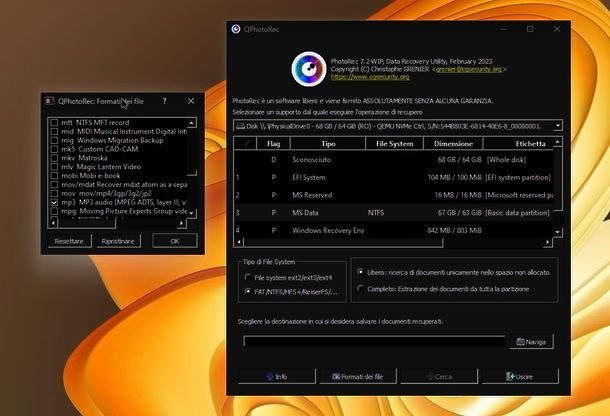 QPhotoRec
PhotoRec 7.2-WIP, Data Recovery Utility, February 2023
Copyright (C) Christophe GRENIER <grenier@cgsecurity.org>
https://www.cgsecurity.org
PhotoRec è un software libero e viene fornito ASSOLUTAMENTE SENZA ALCUNA GARANZIA.
Selezionare un supporto dal quale eseguire l'operazione di recupero
Disk \\.\PhysicalDrive0 - 68 GB / 64 GiB (RO) - QEMU NVMe Ctrl, S/N:544B803E-6814-40E6-8_00000001.
/ Flag Tipo File System Dimensione Etichetta
D Sconosciuto 68 GB / 64 GiB [Whole disk]
1 P EFI System 104 MB / 100 MiB [EFI system partition]
2 P MS Reserved 16 MB / 16 MiB [Microsoft reserved pa
3 P MS Data NTFS 67 GB / 63 GiB [Basic data partition]
4 P Windows Recovery Env 842 MB / 803 MiB
Tipo di File System
File system ext2/ext3/ext4
FAT/NTFS/HFS+/ReiserFS/...
Libero: ricerca di documenti unicamente nello spazio non allocato
Completo: Estrazione dei documenti da tutta la partizione
Scegliere la destinazione in cui si desidera salvare i documenti recuperati.
Naviga
Info
Formati dei file
Cerca
Uscire
QPhotoRec: Formati dei file
mft NTFS MFT record
mid MIDI Musical Instrument Digital Int
mig Windows Migration Backup
mk5 Custom CAD-CAM
mkv Matroska
mlv Magic Lantern Video
mobi Mobi e-book
mov/mdat Recover mdat atom as a sepa
mov mov/mp4/3gp/3g2/jp2
mp3 MP3 audio (MPEG ADTS, layer III, v
mpg Moving Picture Experts Group video
Resettare
Ripristinare
OK